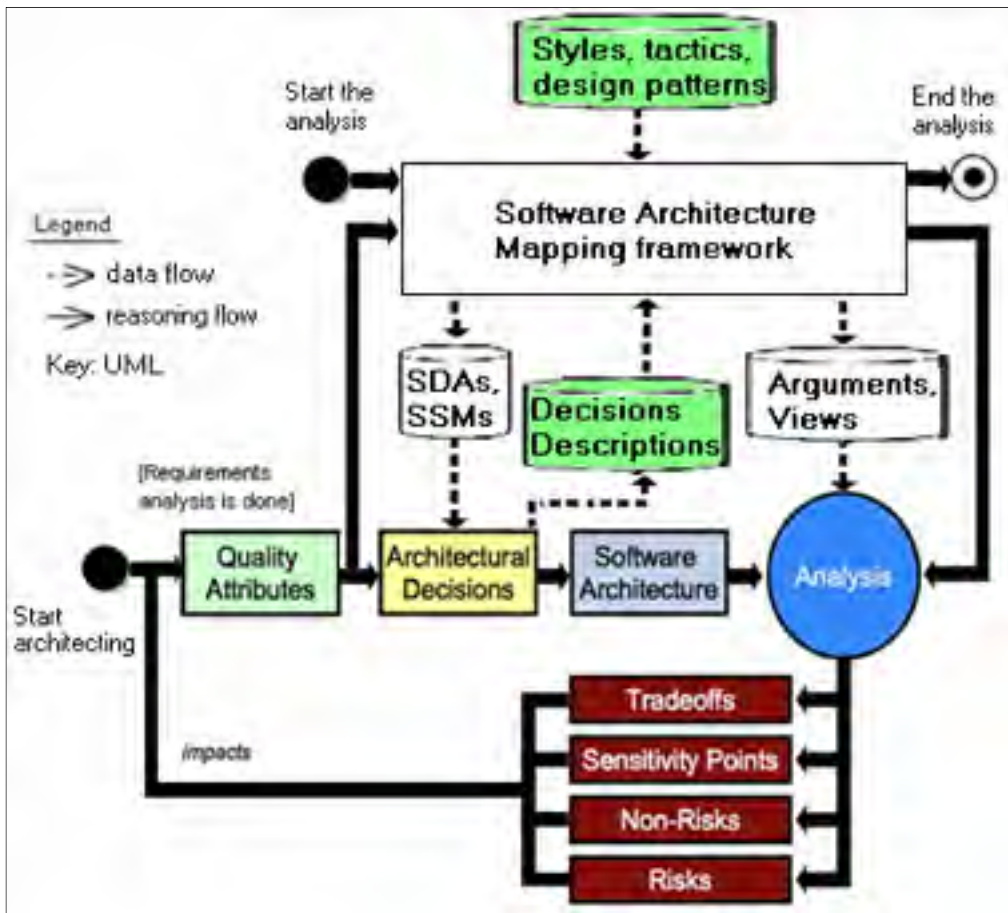 Styles, tactics,
design patterns
Start the
analysis
End the
analysis
Software Architecture
Mapping framework
Legend
data flow
reasoning flow
Key: UML
SDAs,
SSMs
Decisions
Descriptions
Arguments,
Views
[Requirements
analysis is done]
Quality
Attributes
Architectural
Decisions
Software
Architecture
Analysis
Start
architecting
Tradeoffs
impacts
Sensitivity Points
Non-Risks
Risks